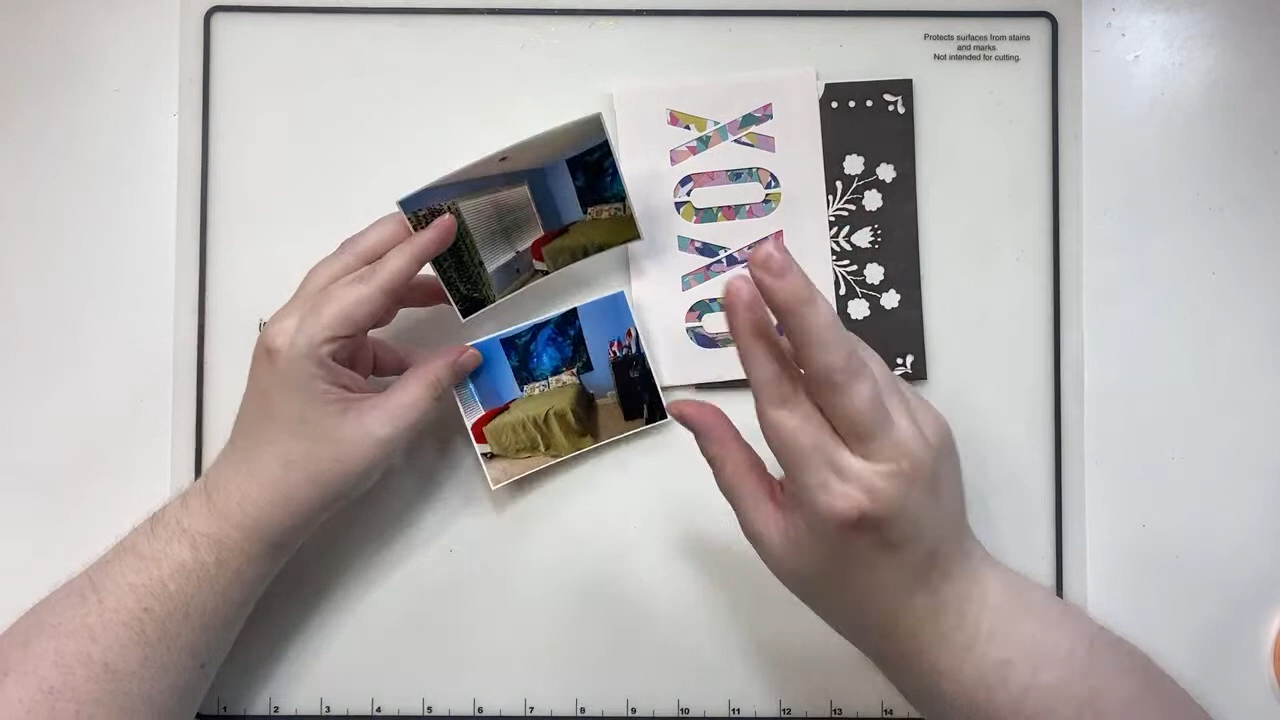 Protects surfaces from stains
and marks.
Not intended for cutting.
XOXO
1 2 3 4 5 6 7 8 9 10 11 12 13 14